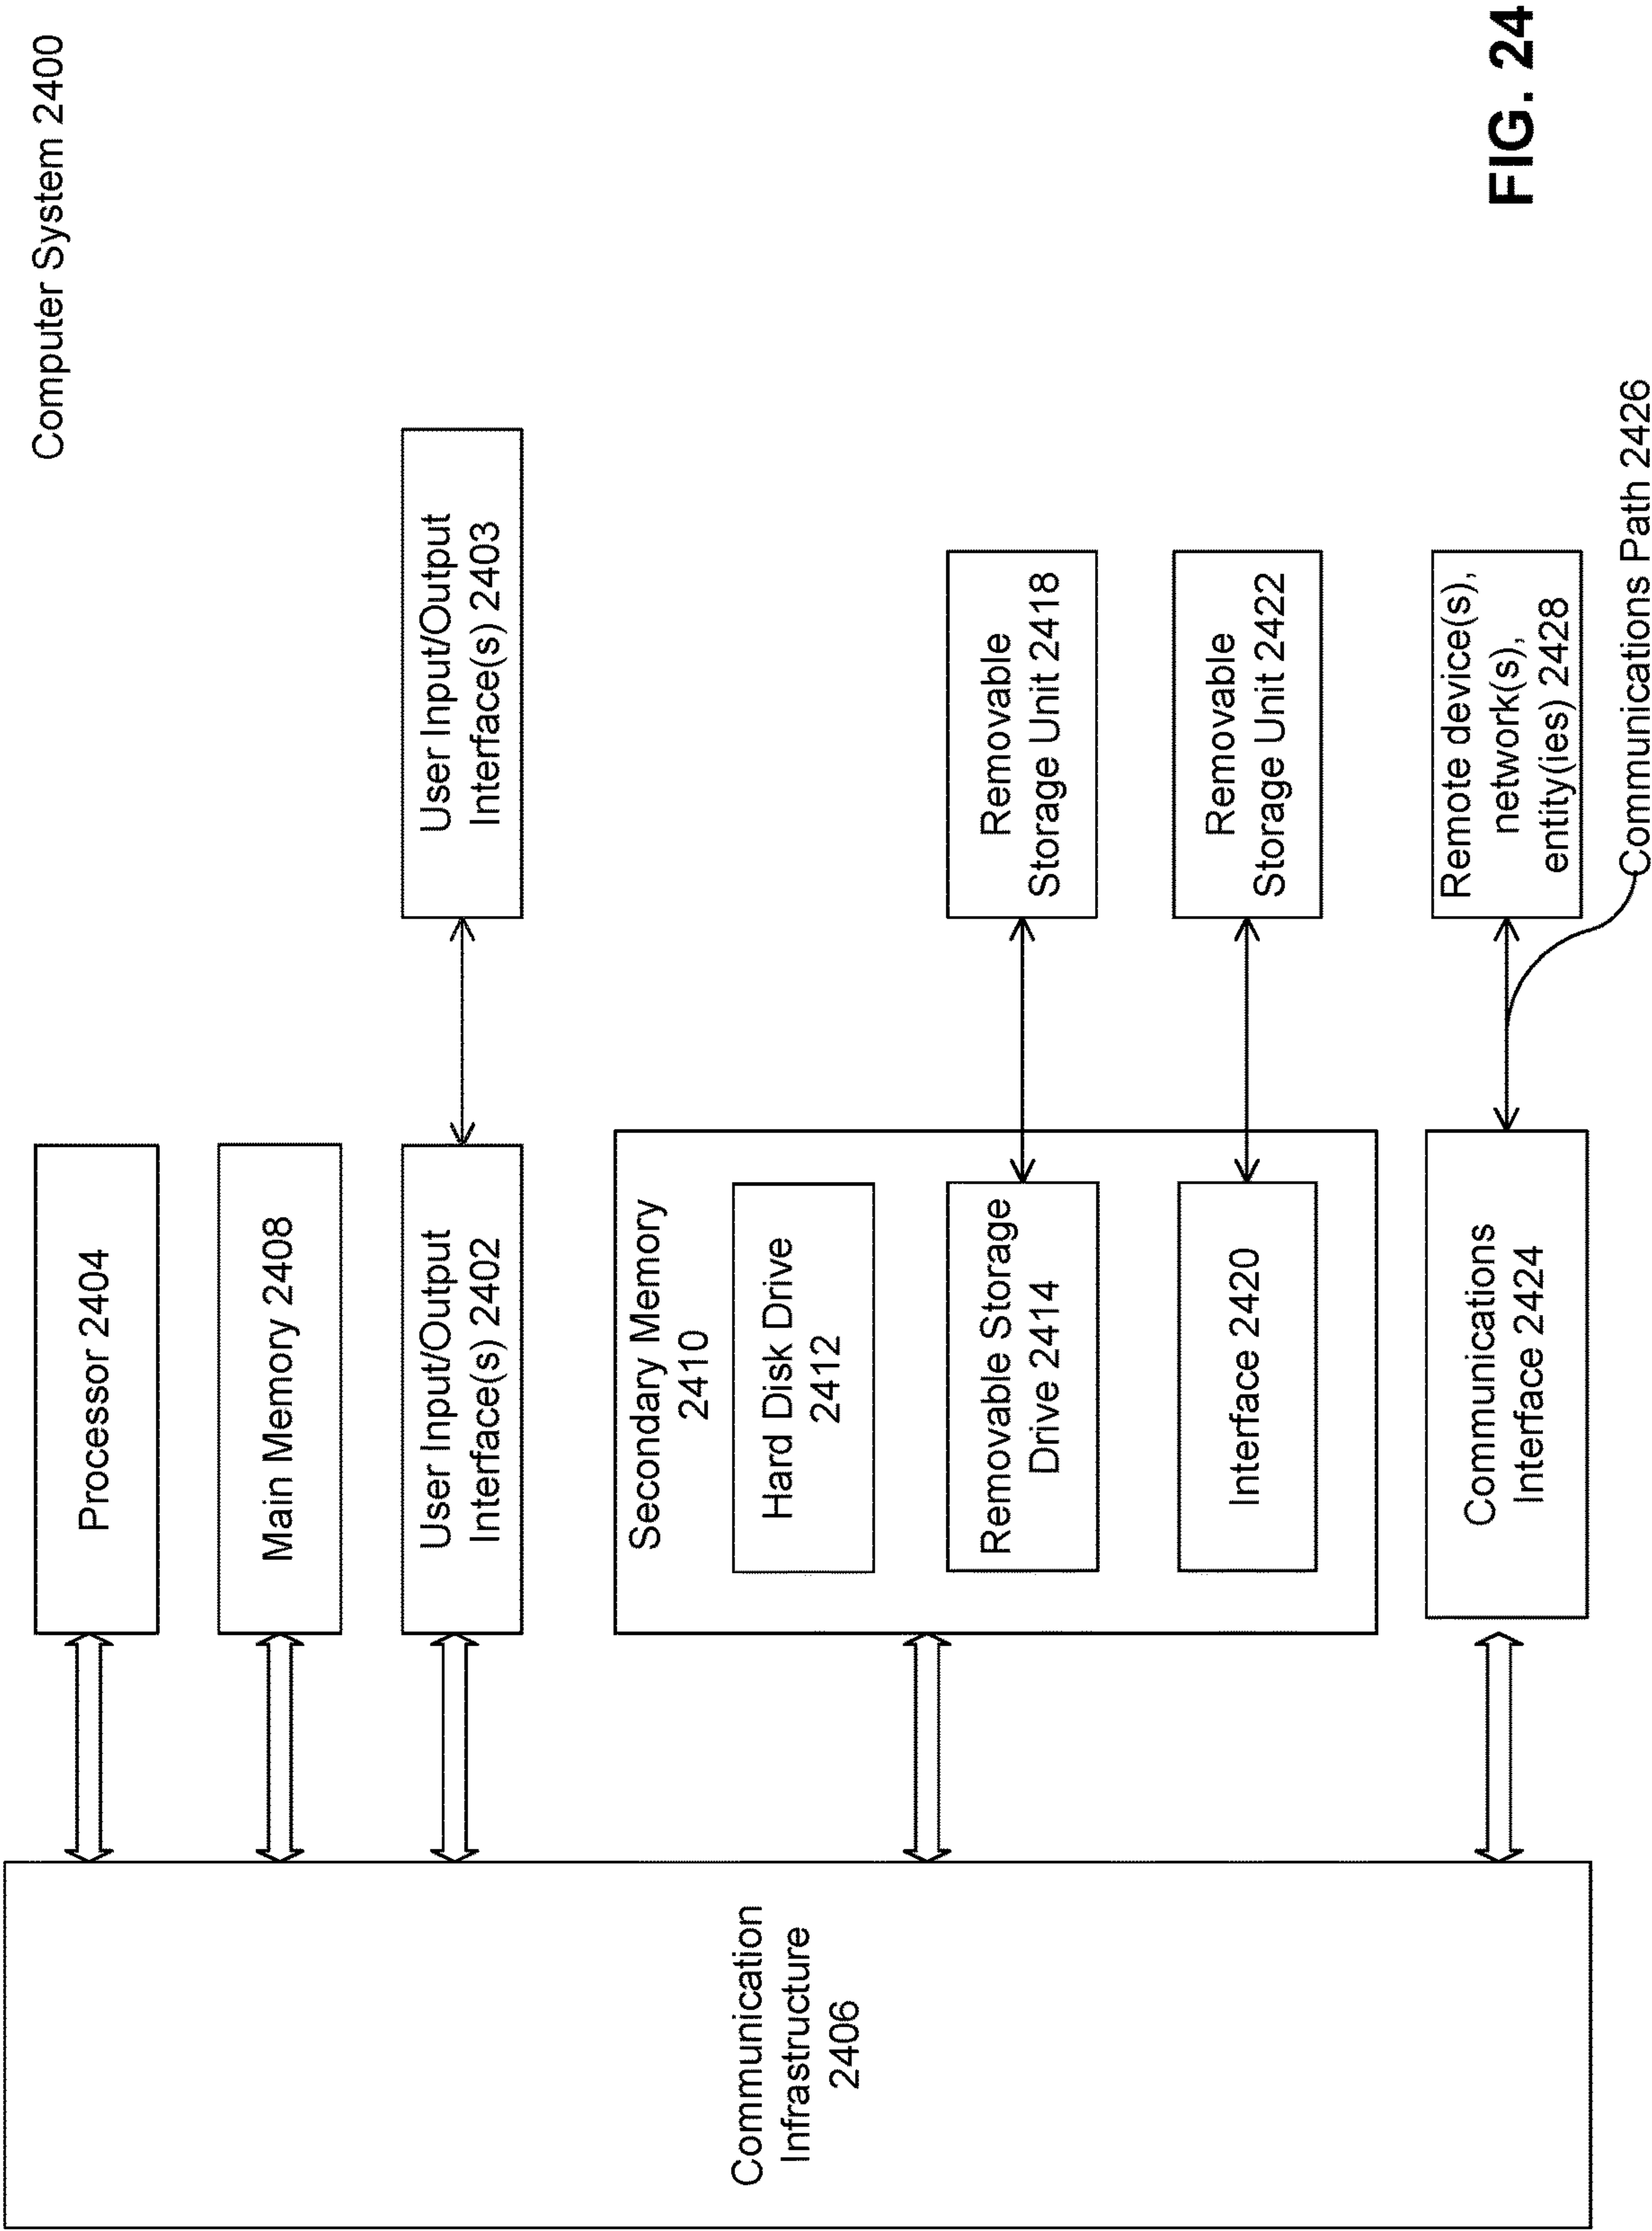 Computer System 2400
Processor 2404
Main Memory 2408
User Input/Output
Interface(s) 2402
User Input/Output
Interface(s) 2403
Communication
Infrastructure
2406
Secondary Memory
2410
Hard Disk Drive
2412
Removable Storage
Drive 2414
Removable
Storage Unit 2418
Interface 2420
Removable
Storage Unit 2422
Communications
Interface 2424
Remote device(s),
network(s),
entity(ies) 2428
Communications Path 2426
FIG. 24